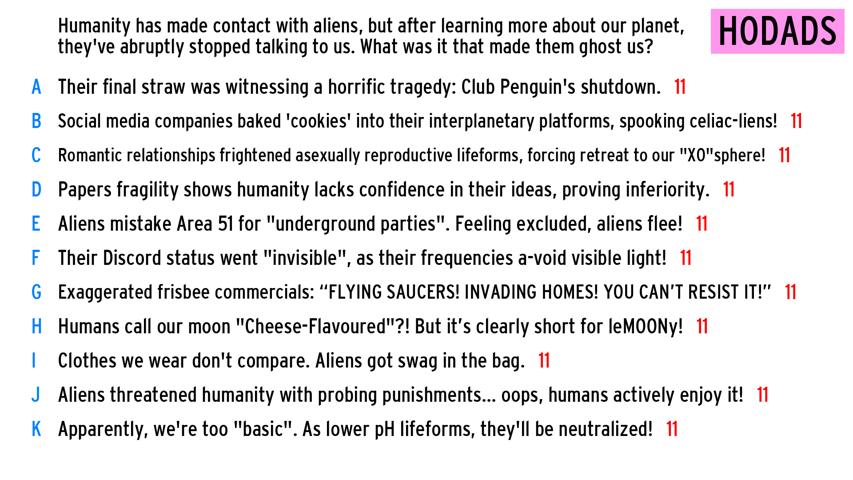 Humanity has made contact with aliens, but after learning more about our planet,
they've abruptly stopped talking to us. What was it that made them ghost us?
HODADS
A Their final straw was witnessing a horrific tragedy: Club Penguin's shutdown. 11
B Social media companies baked 'cookies' into their interplanetary platforms, spooking celiac-liens! 11
C Romantic relationships frightened asexually reproductive lifeforms, forcing retreat to our "XO"sphere! 11
D Papers fragility shows humanity lacks confidence in their ideas, proving inferiority. 11
E Aliens mistake Area 51 for "underground parties". Feeling excluded, aliens flee! 11
F Their Discord status went "invisible", as their frequencies a-void visible light! 11
G Exaggerated frisbee commercials: “FLYING SAUCERS! INVADING HOMES! YOU CAN’T RESIST IT!” 11
H Humans call our moon "Cheese-Flavoured"?! But it’s clearly short for leMOONy! 11
I Clothes we wear don't compare. Aliens got swag in the bag. 11
J Aliens threatened humanity with probing punishments... oops, humans actively enjoy it! 11
K Apparently, we're too "basic". As lower pH lifeforms, they'll be neutralized! 11